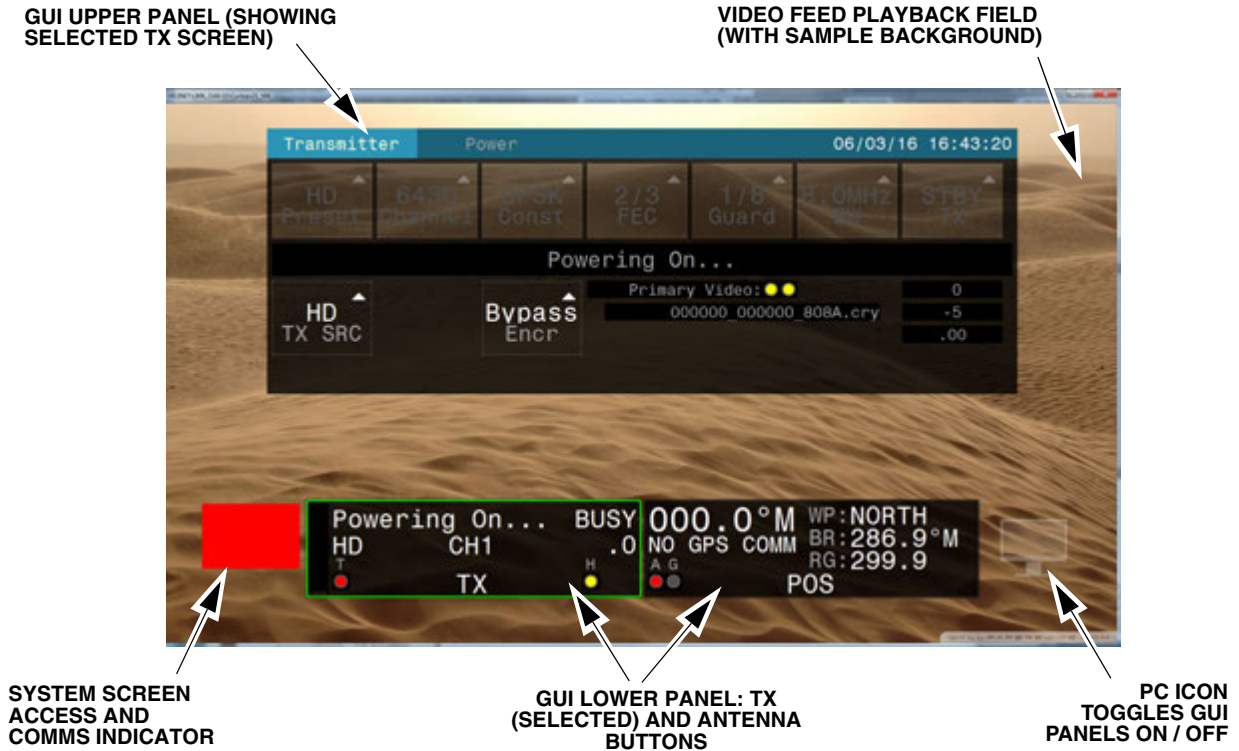 GUI UPPER PANEL (SHOWING
SELECTED TX SCREEN)
VIDEO FEED PLAYBACK FIELD
(WITH SAMPLE BACKGROUND)
Transmitter Power 06/03/16 16:43:20
HD 643D QPSK 2/3 1/8 8.0MHz STBY
Preset Channel Const FEC Guard BW TX
Powering On...
Primary Video: 0
HD Bypass 000000_000000_808A.cry -5
TX SRC Encr .00
Powering On... BUSY 000.0°M WP:NORTH
HD CH1 .0 NO GPS COMM BR:286.9°M
T H A G RG:299.9
TX POS
SYSTEM SCREEN
ACCESS AND
COMMS INDICATOR
GUI LOWER PANEL: TX
(SELECTED) AND ANTENNA
BUTTONS
PC ICON
TOGGLES GUI
PANELS ON / OFF